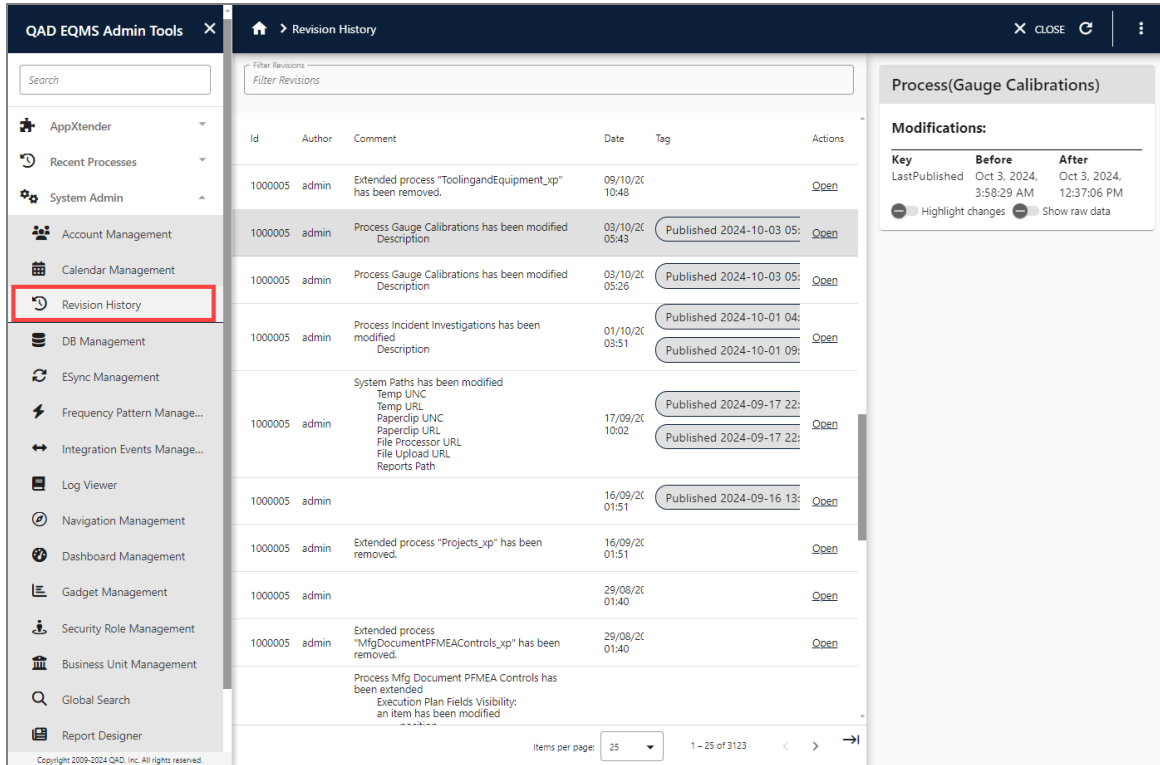 QAD EQMS Admin Tools
Revision History
CLOSE
Search
AppXtender
Recent Processes
System Admin
Account Management
Calendar Management
Revision History
DB Management
ESync Management
Frequency Pattern Manage...
Integration Events Manage...
Log Viewer
Navigation Management
Dashboard Management
Gadget Management
Security Role Management
Business Unit Management
Global Search
Report Designer
Copyright 2009-2024 QAD, Inc. All rights reserved.
Filter Revisions
Filter Revisions
Id Author Comment Date Tag Actions
1000005 admin Extended process "ToolingandEquipment_xp" 09/10/20 Open
has been removed. 10:48
1000005 admin Process Gauge Calibrations has been modified 03/10/20 Published 2024-10-03 05: Open
Description 05:43
1000005 admin Process Gauge Calibrations has been modified 03/10/20 Published 2024-10-03 05: Open
Description 05:26
1000005 admin Process Incident Investigations has been 01/10/20 Published 2024-10-01 04: Open
modified 03:51
Description Published 2024-10-01 09:
System Paths has been modified
Temp UNC
Temp URL Published 2024-09-17 22:
Paperclip UNC 17/09/20
1000005 admin Paperclip URL 10:02 Open
File Processor URL Published 2024-09-17 22:
File Upload URL
Reports Path
1000005 admin 16/09/20 Published 2024-09-16 13: Open
01:51
1000005 admin Extended process "Projects_xp" has been 16/09/20 Open
removed. 01:51
1000005 admin 29/08/20 Open
01:40
1000005 admin Extended process 29/08/20 Open
"MfgDocumentPFMEAControls_xp" has been 01:40
removed.
Process Mfg Document PFMEA Controls has
been extended
Execution Plan Fields Visibility:
an item has been modified
Items per page: 25 1 – 25 of 3123
Process(Gauge Calibrations)
Modifications:
Key Before After
LastPublished Oct 3, 2024, Oct 3, 2024,
3:58:29 AM 12:37:06 PM
Highlight changes Show raw data